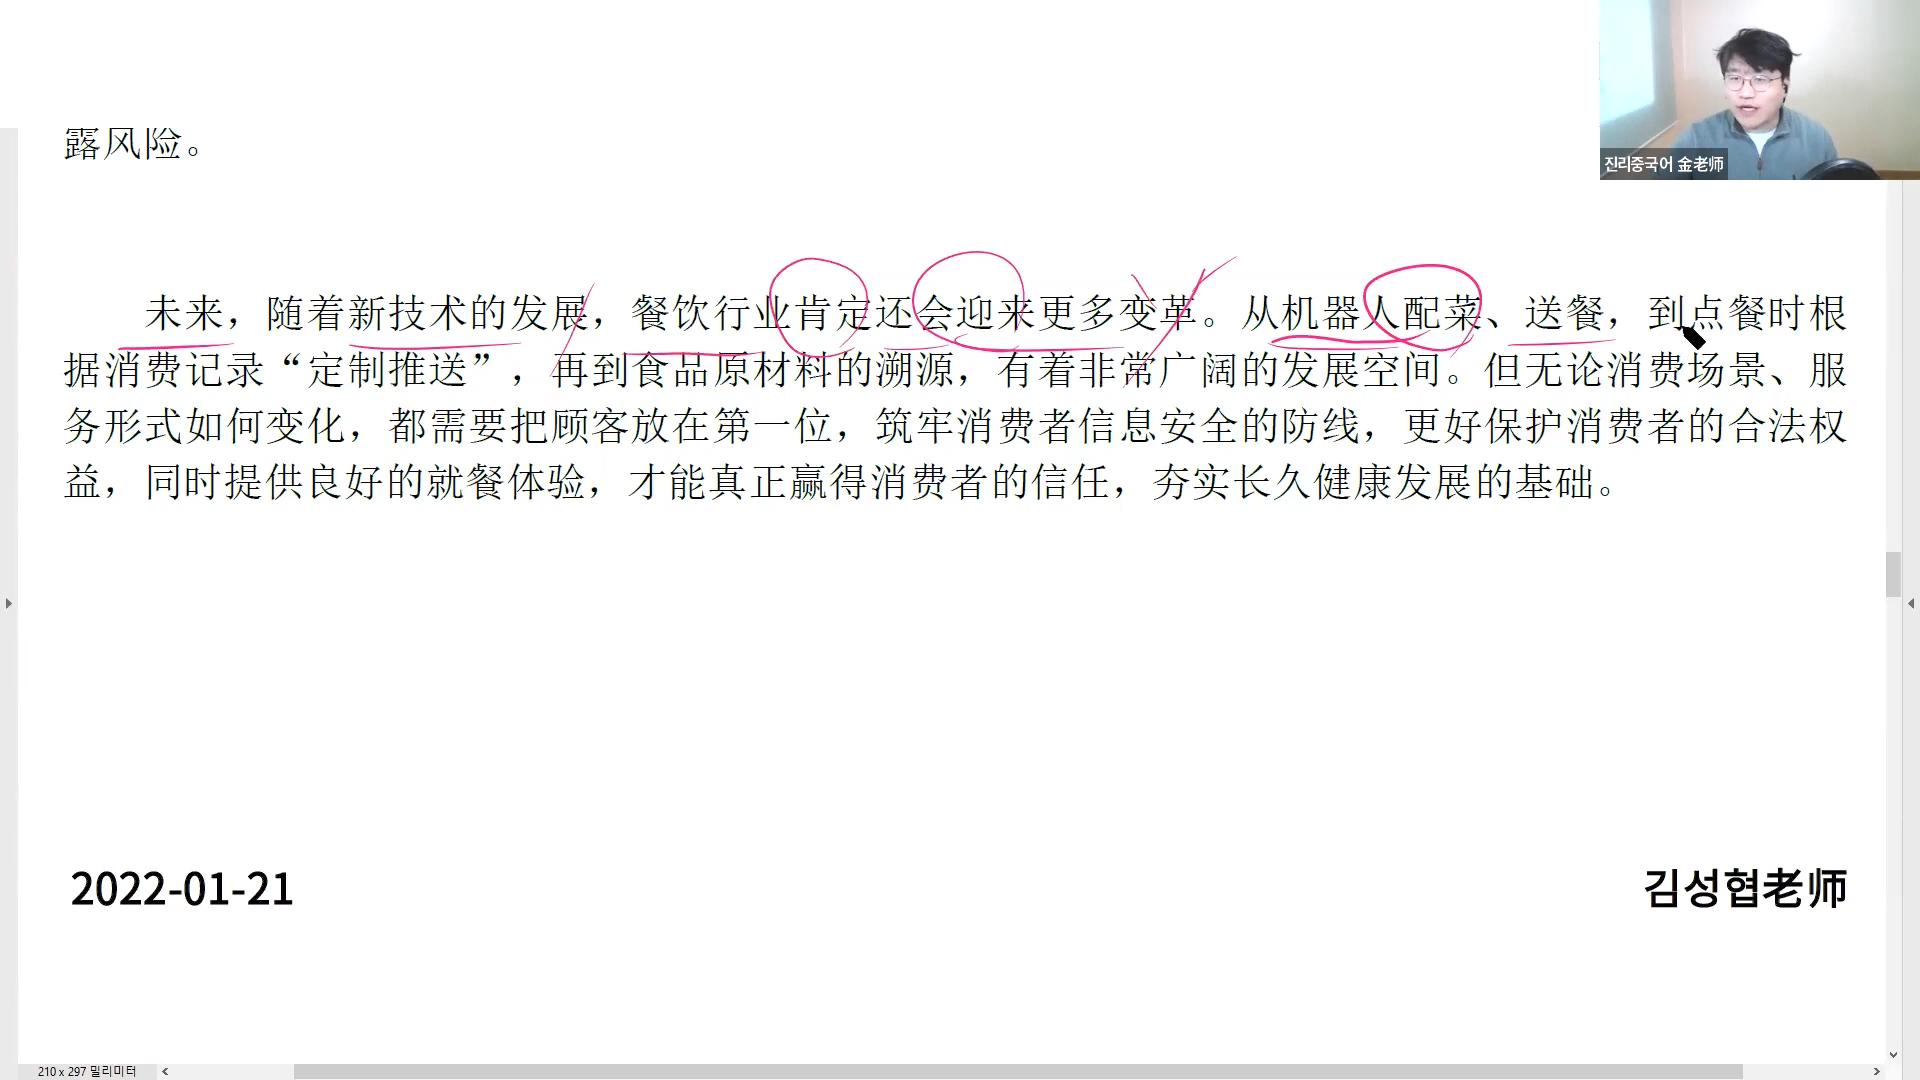 진리중국어 金老师
露风险。
未来，随着新技术的发展，餐饮行业肯定还会迎来更多变革。从机器人配菜、送餐，到点餐时根
据消费记录“定制推送”，再到食品原材料的溯源，有着非常广阔的发展空间。但无论消费场景、服
务形式如何变化，都需要把顾客放在第一位，筑牢消费者信息安全的防线，更好保护消费者的合法权
益，同时提供良好的就餐体验，才能真正赢得消费者的信任，夯实长久健康发展的基础。
2022-01-21
김성협老师
210 x 297 밀리미터